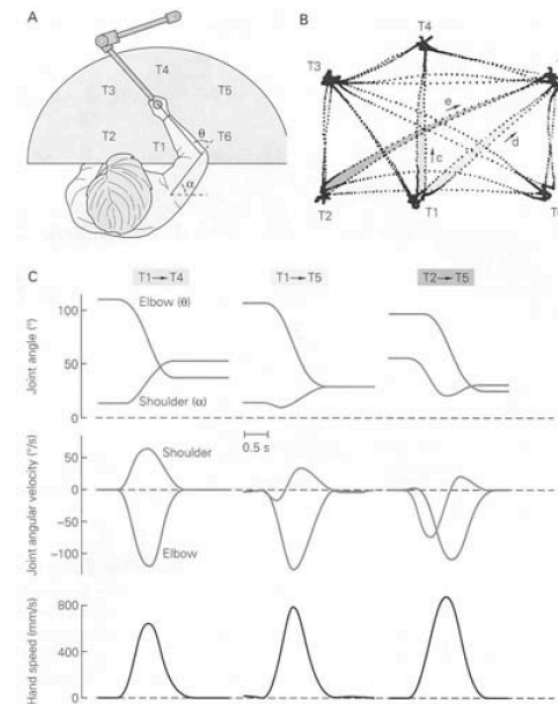 A
T4
T3
T5
θ
T2
T1
T6
α
B
T4
T3
e
d
c
T2
T1
C
T1→T4
T1→T5
T2→T5
Joint angle (°)
100
50
0
Elbow (θ)
Shoulder (α)
0.5 s
Joint angular velocity (°/s)
50
0
−50
−100
Shoulder
Elbow
Hand speed (mm/s)
800
400
0